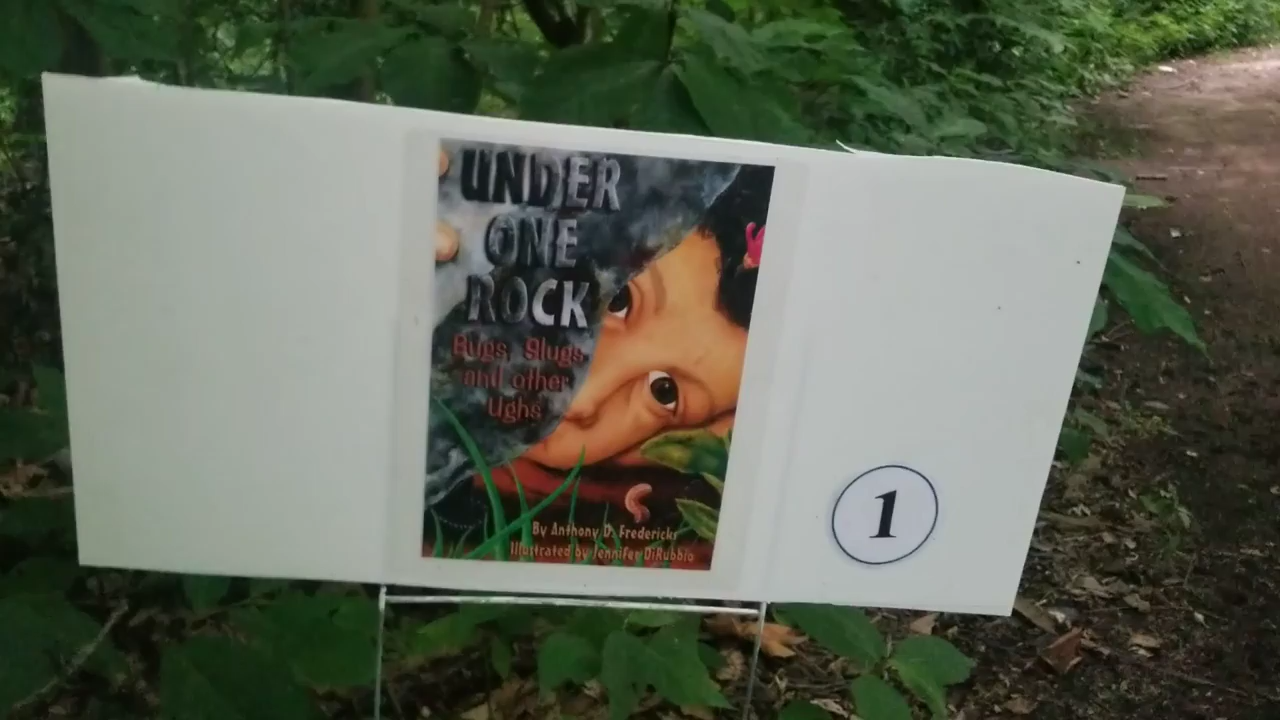 UNDER
ONE
ROCK
Bugs, Slugs
and other
Ughs
By Anthony D. Fredericks
Illustrated by Jennifer DiRubbio
1